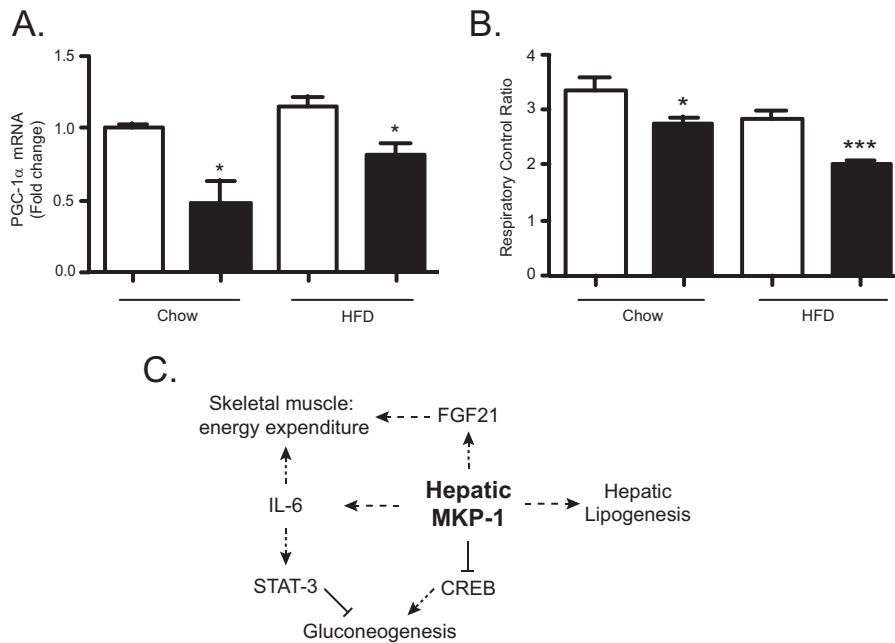 A.
PGC-1α mRNA
(Fold change)
1.5
1.0
0.5
0.0
*
*
Chow
HFD
B.
Respiratory Control Ratio
4
3
2
1
0
*
***
Chow
HFD
C.
Skeletal muscle:
energy expenditure
FGF21
IL-6
Hepatic
MKP-1
Hepatic
Lipogenesis
STAT-3
CREB
Gluconeogenesis